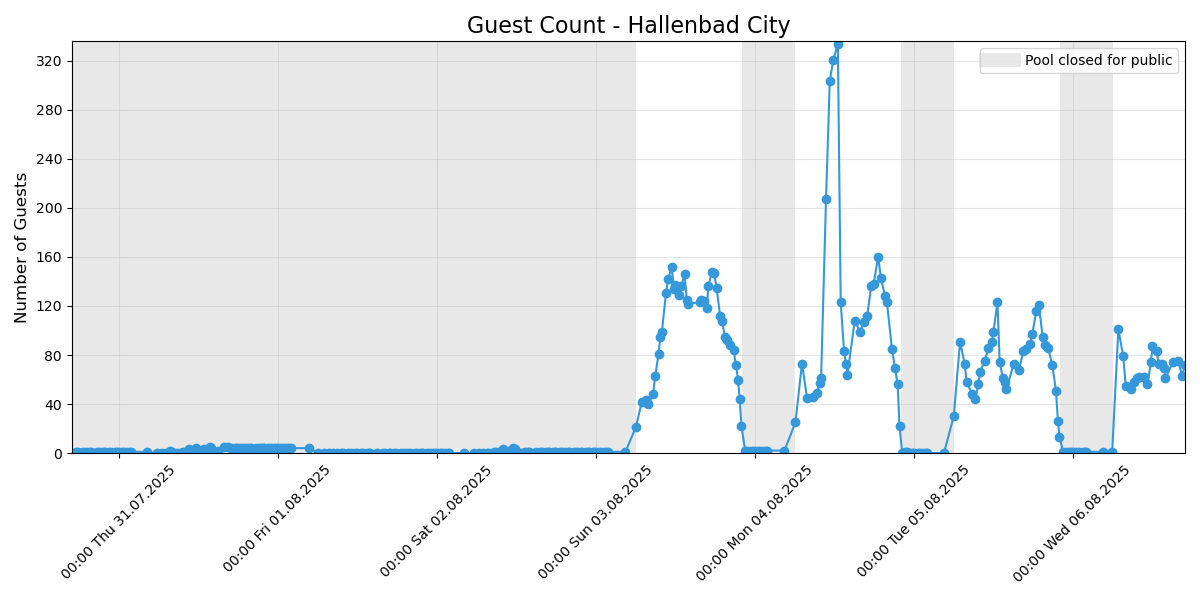 Guest Count - Hallenbad City
Pool closed for public
Number of Guests
320
280
240
200
160
120
80
40
0
00:00 Thu 31.07.2025
00:00 Fri 01.08.2025
00:00 Sat 02.08.2025
00:00 Sun 03.08.2025
00:00 Mon 04.08.2025
00:00 Tue 05.08.2025
00:00 Wed 06.08.2025